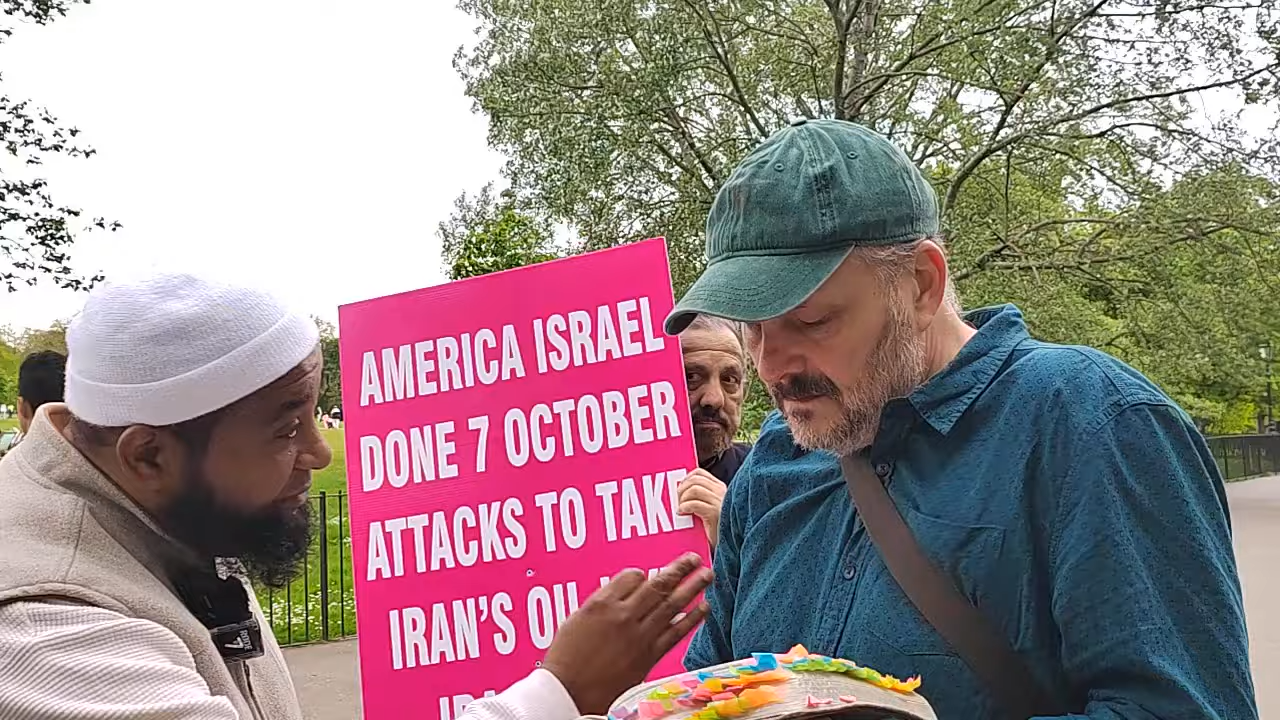 AMERICA ISRAEL
DONE 7 OCTOBER
ATTACKS TO TAKE
IRAN'S OIL